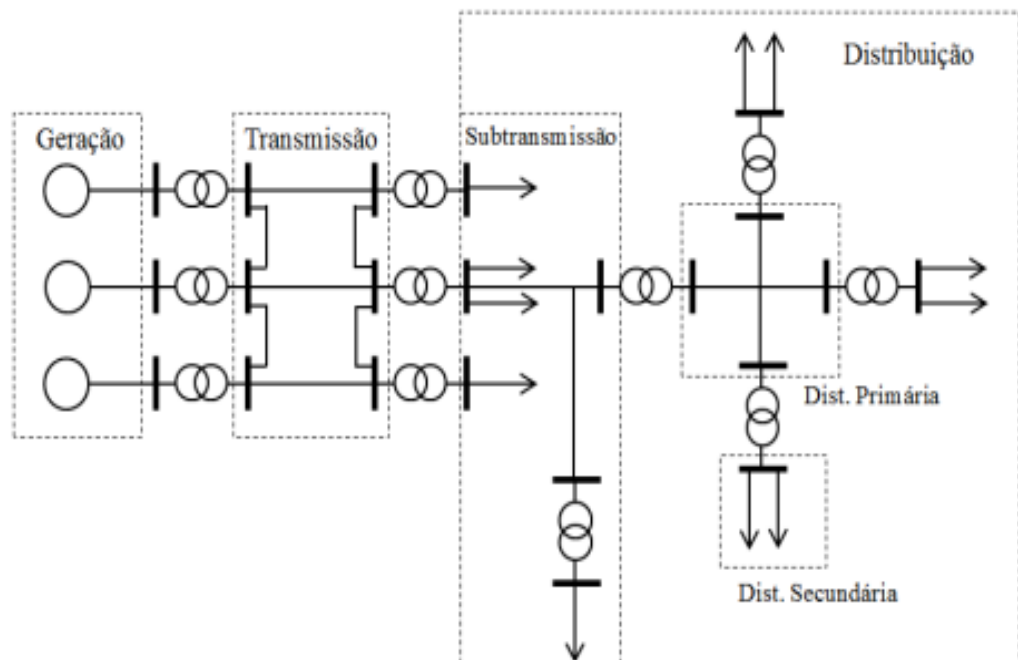 Distribuição
Geração
Transmissão
Subtransmissão
Dist. Primária
Dist. Secundária